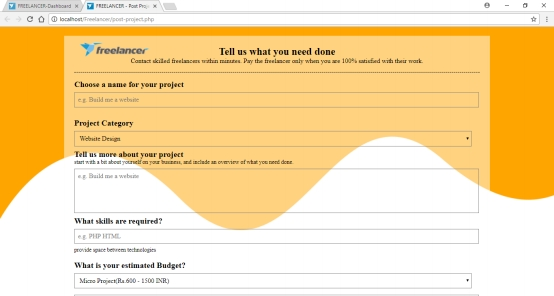 FREELANCER-Dashboard
FREELANCER - Post Proj
localhost/Freelancer/post-project.php
freelancer
Tell us what you need done
Contact skilled freelancers within minutes. Pay the freelancer only when you are 100% satisfied with their work.
Choose a name for your project
e.g. Build me a website
Project Category
Website Design
Tell us more about your project
start with a bit about yourself or your business, and include an overview of what you need done.
e.g. Build me a website
What skills are required?
e.g. PHP HTML
provide space between technologies
What is your estimated Budget?
Micro Project(Rs.600 - 1500 INR)